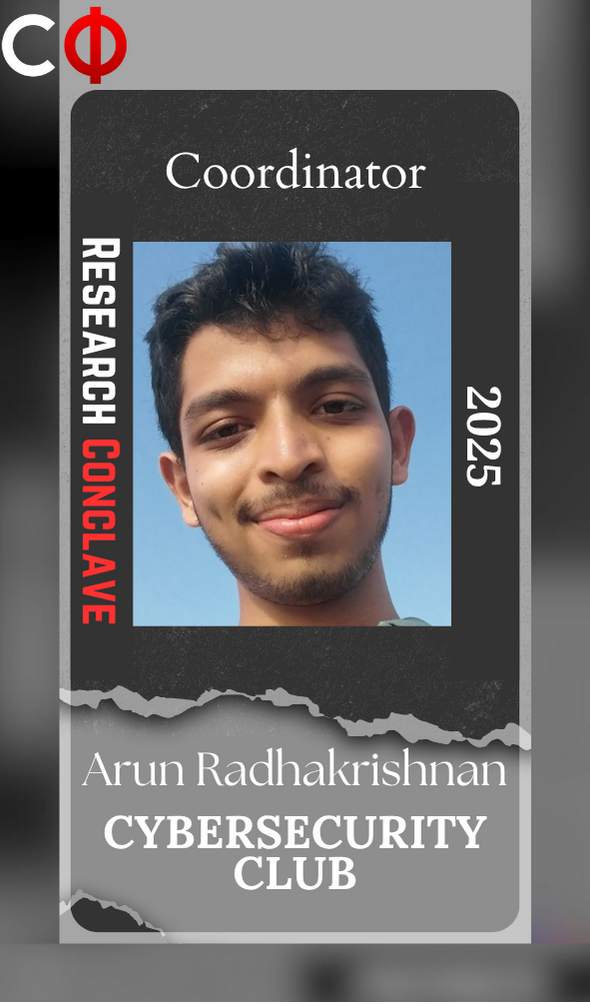 CΦ
Coordinator
RESEARCH CONCLAVE
2025
Arun Radhakrishnan
CYBERSECURITY
CLUB